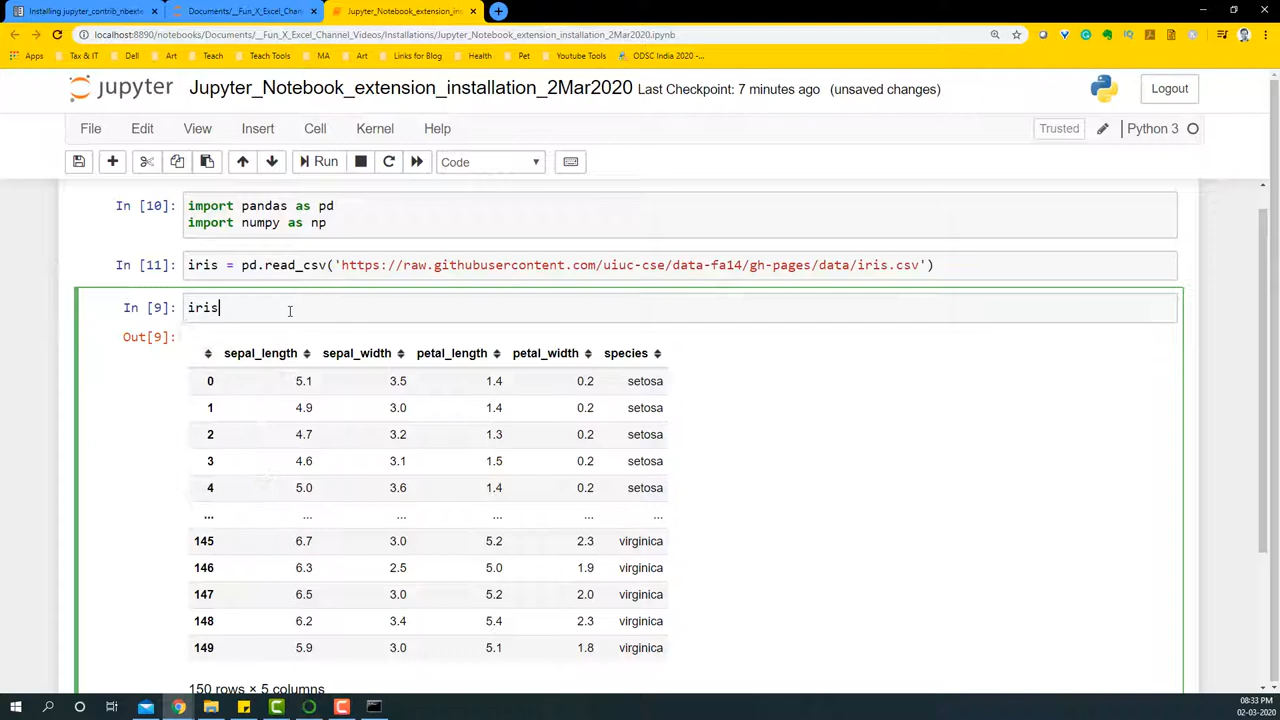 Installing jupyter_contrib_nbexte
Documents/__Fun_X_Excel_Chan
Jupyter_Notebook_extension_ins
localhost:8890/notebooks/Documents/__Fun_X_Excel_Channel_Videos/Installations/Jupyter_Notebook_extension_installation_2Mar2020.ipynb
Apps Tax & IT Dell Art Teach Teach Tools MA Art Links for Blog Health Pet Youtube Tools ODSC India 2020 -...
jupyter Jupyter_Notebook_extension_installation_2Mar2020 Last Checkpoint: 7 minutes ago (unsaved changes) Logout
File Edit View Insert Cell Kernel Help Trusted Python 3
Run Code
In [10]: import pandas as pd
import numpy as np
In [11]: iris = pd.read_csv('https://raw.githubusercontent.com/uiuc-cse/data-fa14/gh-pages/data/iris.csv')
In [9]: iris
Out[9]:
sepal_length sepal_width petal_length petal_width species
0 5.1 3.5 1.4 0.2 setosa
1 4.9 3.0 1.4 0.2 setosa
2 4.7 3.2 1.3 0.2 setosa
3 4.6 3.1 1.5 0.2 setosa
4 5.0 3.6 1.4 0.2 setosa
... ... ... ... ... ...
145 6.7 3.0 5.2 2.3 virginica
146 6.3 2.5 5.0 1.9 virginica
147 6.5 3.0 5.2 2.0 virginica
148 6.2 3.4 5.4 2.3 virginica
149 5.9 3.0 5.1 1.8 virginica
150 rows × 5 columns
08:33 PM
02-03-2020